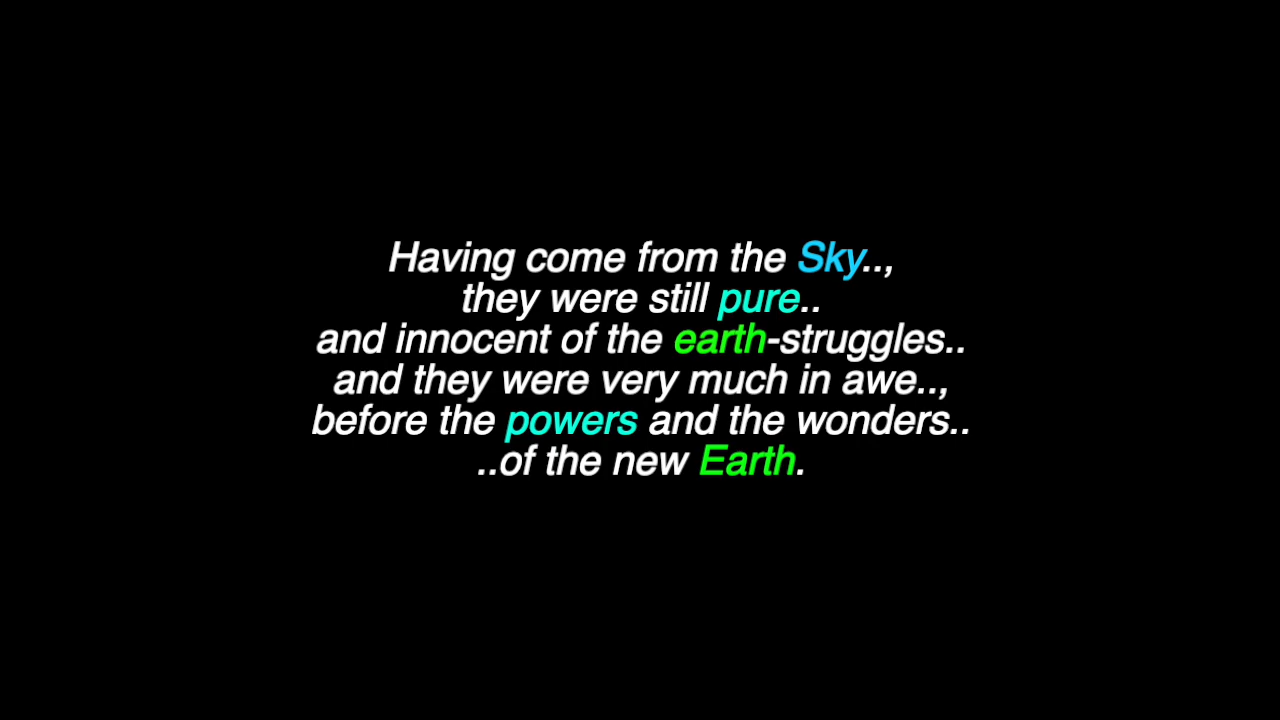 Having come from the Sky..,
they were still pure..
and innocent of the earth-struggles..
and they were very much in awe..,
before the powers and the wonders..
..of the new Earth.